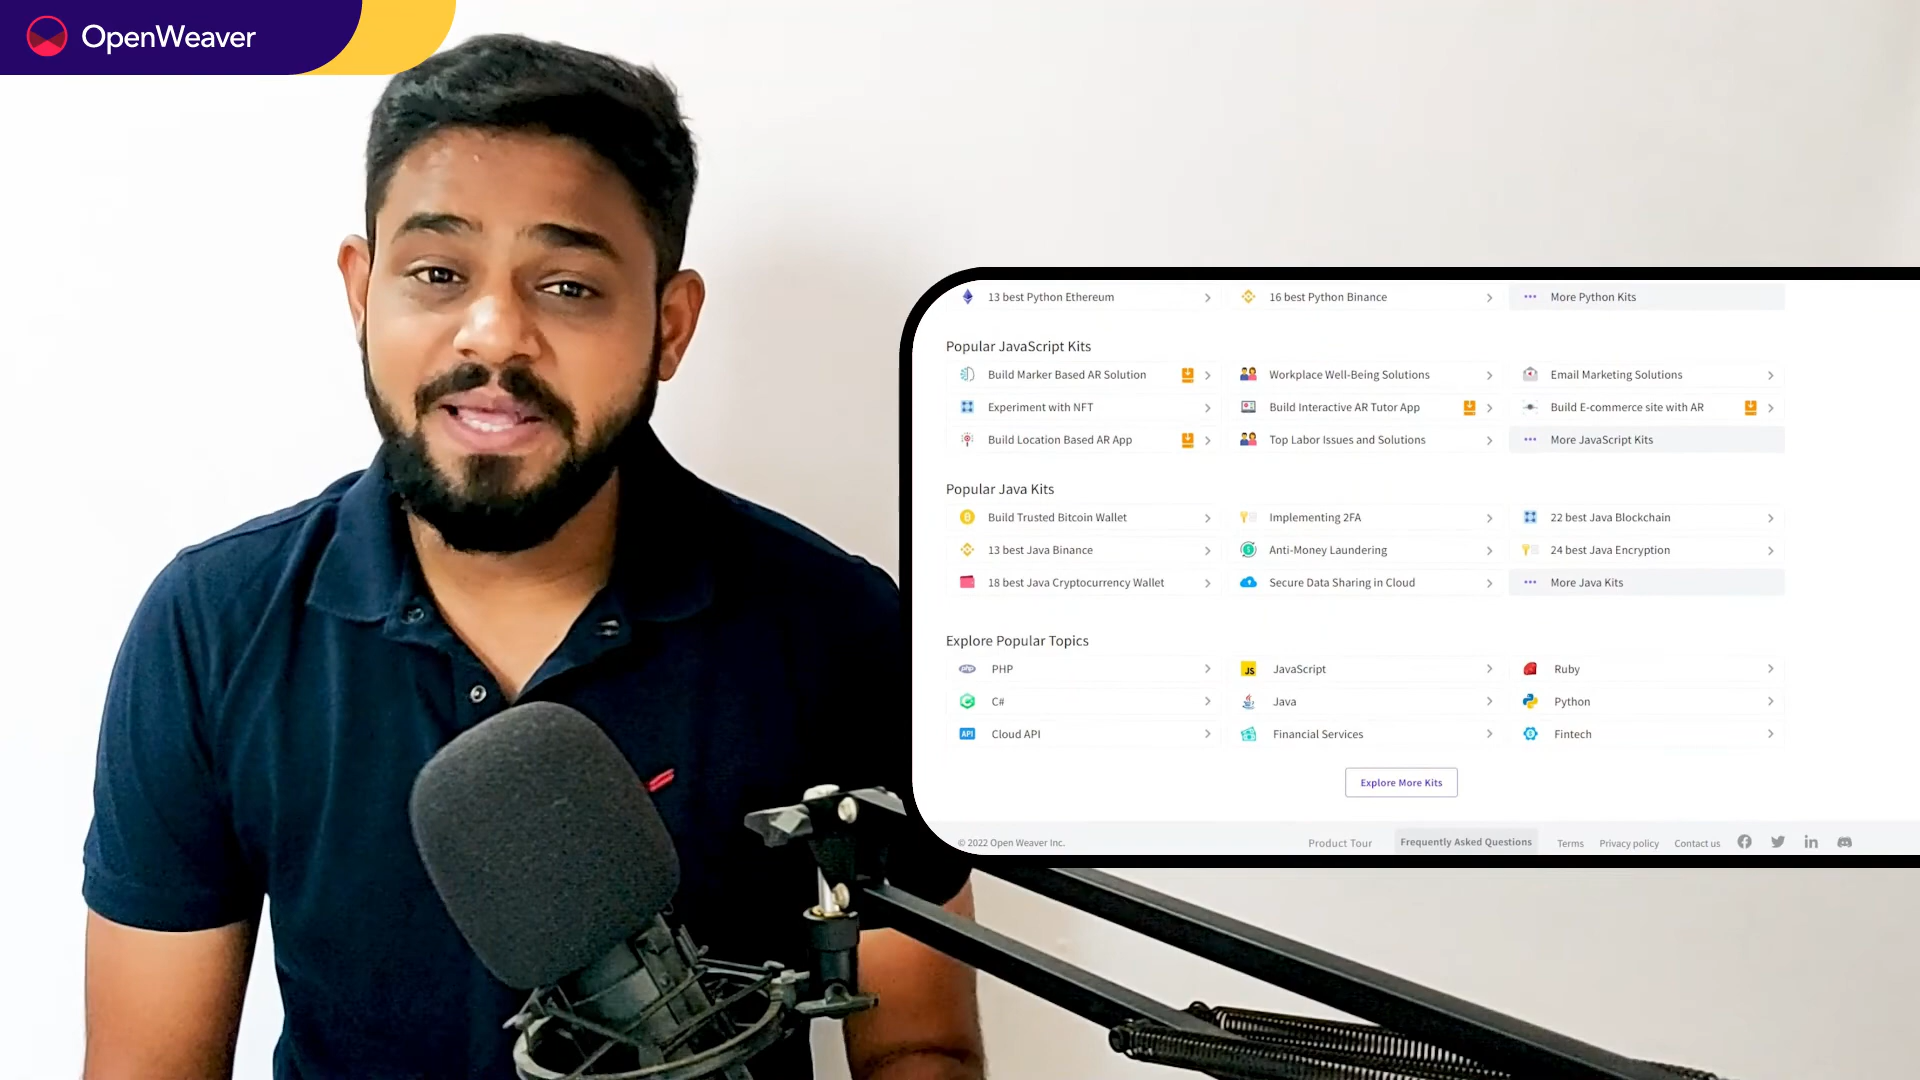 OpenWeaver
13 best Python Ethereum 16 best Python Binance More Python Kits
Popular JavaScript Kits
Build Marker Based AR Solution Workplace Well-Being Solutions Email Marketing Solutions
Experiment with NFT Build Interactive AR Tutor App Build E-commerce site with AR
Build Location Based AR App Top Labor Issues and Solutions More JavaScript Kits
Popular Java Kits
Build Trusted Bitcoin Wallet Implementing 2FA 22 best Java Blockchain
13 best Java Binance Anti-Money Laundering 24 best Java Encryption
18 best Java Cryptocurrency Wallet Secure Data Sharing in Cloud More Java Kits
Explore Popular Topics
php PHP JS JavaScript Ruby
C# Java Python
API Cloud API Financial Services Fintech
Explore More Kits
© 2022 Open Weaver Inc. Product Tour Frequently Asked Questions Terms Privacy policy Contact us